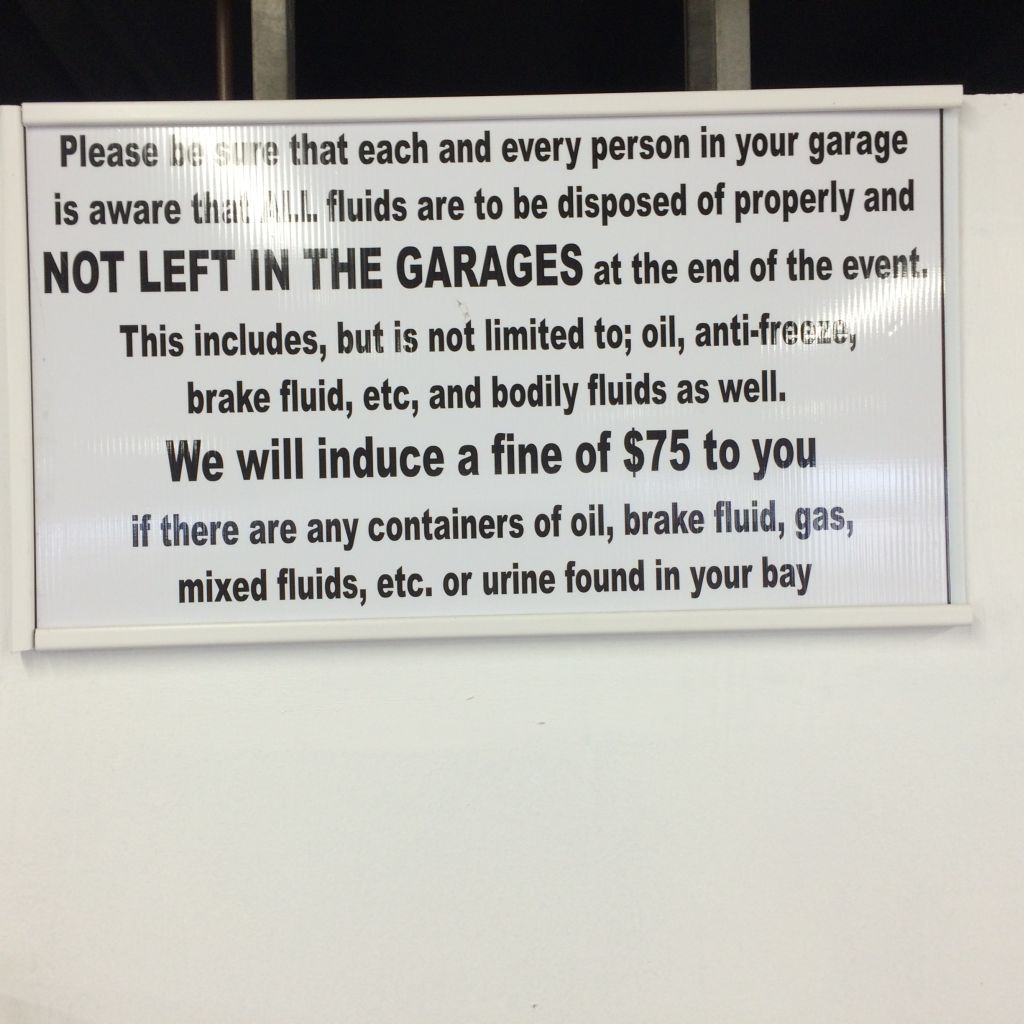 Please be sure that each and every person in your garage
is aware that ALL fluids are to be disposed of properly and
NOT LEFT IN THE GARAGES at the end of the event.
This includes, but is not limited to; oil, anti-freeze,
brake fluid, etc, and bodily fluids as well.
We will induce a fine of $75 to you
if there are any containers of oil, brake fluid, gas,
mixed fluids, etc. or urine found in your bay